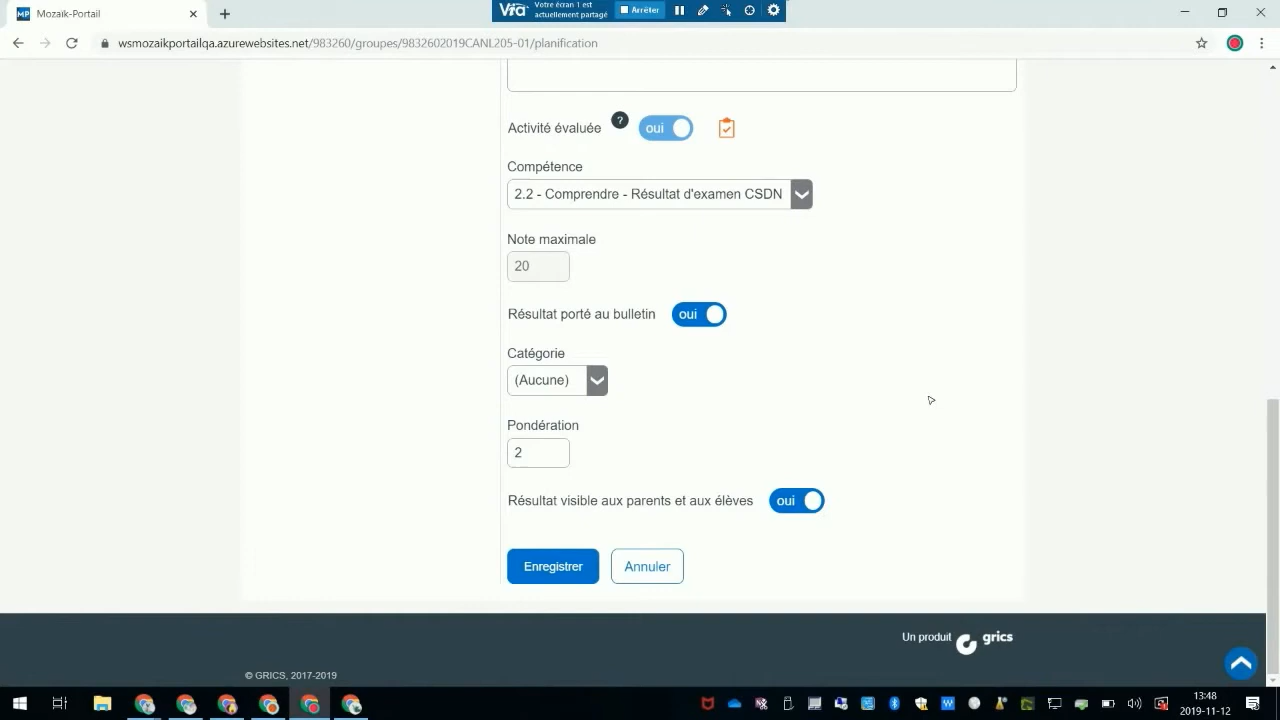 MP Mozaik-Portail
Via Votre écran 1 est
actuellement partagé
Arrêter
wsmozaikportailqa.azurewebsites.net/983260/groupes/9832602019CANL205-01/planification
Activité évaluée ? oui
Compétence
2.2 - Comprendre - Résultat d'examen CSDN
Note maximale
20
Résultat porté au bulletin oui
Catégorie
(Aucune)
Pondération
2
Résultat visible aux parents et aux élèves oui
Enregistrer Annuler
Un produit grics
© GRICS, 2017-2019
13:48
2019-11-12